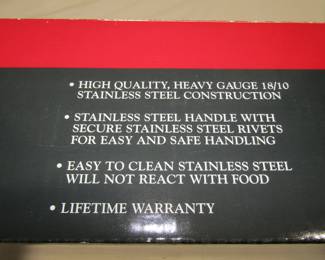 • HIGH QUALITY, HEAVY GAUGE 18/10
STAINLESS STEEL CONSTRUCTION
• STAINLESS STEEL HANDLE WITH
SECURE STAINLESS STEEL RIVETS
FOR EASY AND SAFE HANDLING
• EASY TO CLEAN STAINLESS STEEL
WILL NOT REACT WITH FOOD
• LIFETIME WARRANTY